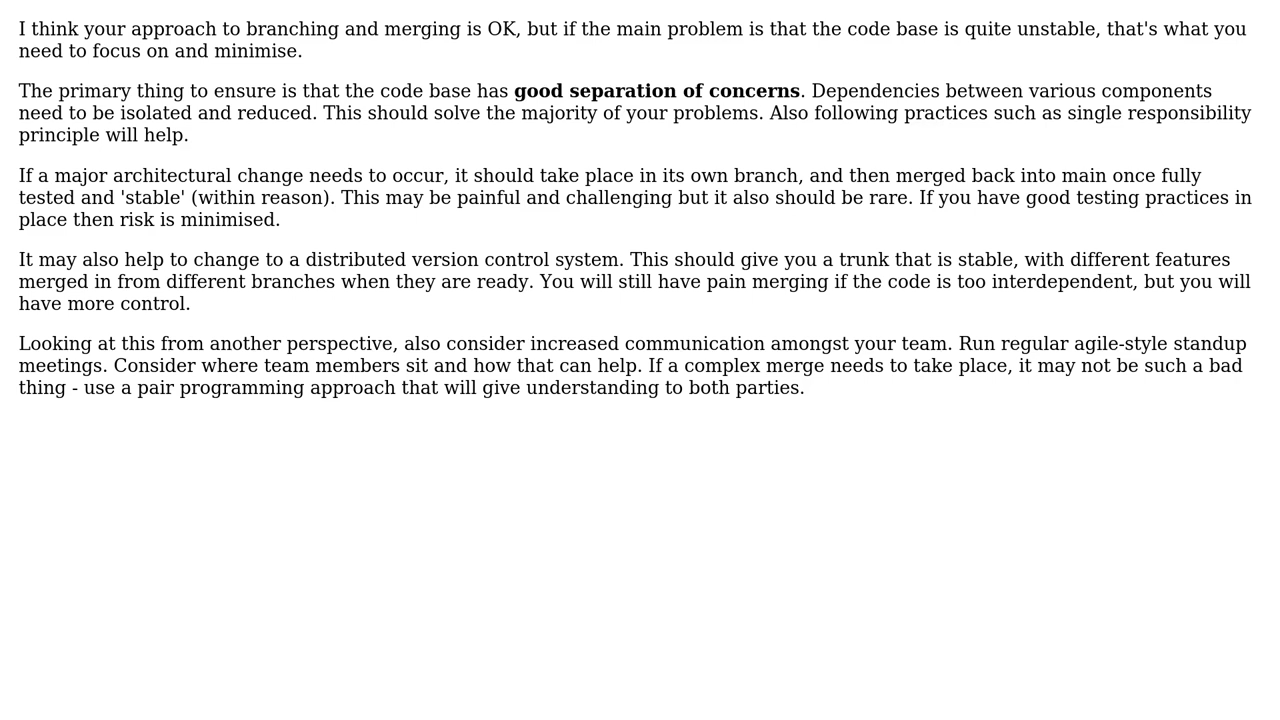 I think your approach to branching and merging is OK, but if the main problem is that the code base is quite unstable, that's what you
need to focus on and minimise.
The primary thing to ensure is that the code base has good separation of concerns. Dependencies between various components
need to be isolated and reduced. This should solve the majority of your problems. Also following practices such as single responsibility
principle will help.
If a major architectural change needs to occur, it should take place in its own branch, and then merged back into main once fully
tested and 'stable' (within reason). This may be painful and challenging but it also should be rare. If you have good testing practices in
place then risk is minimised.
It may also help to change to a distributed version control system. This should give you a trunk that is stable, with different features
merged in from different branches when they are ready. You will still have pain merging if the code is too interdependent, but you will
have more control.
Looking at this from another perspective, also consider increased communication amongst your team. Run regular agile-style standup
meetings. Consider where team members sit and how that can help. If a complex merge needs to take place, it may not be such a bad
thing - use a pair programming approach that will give understanding to both parties.